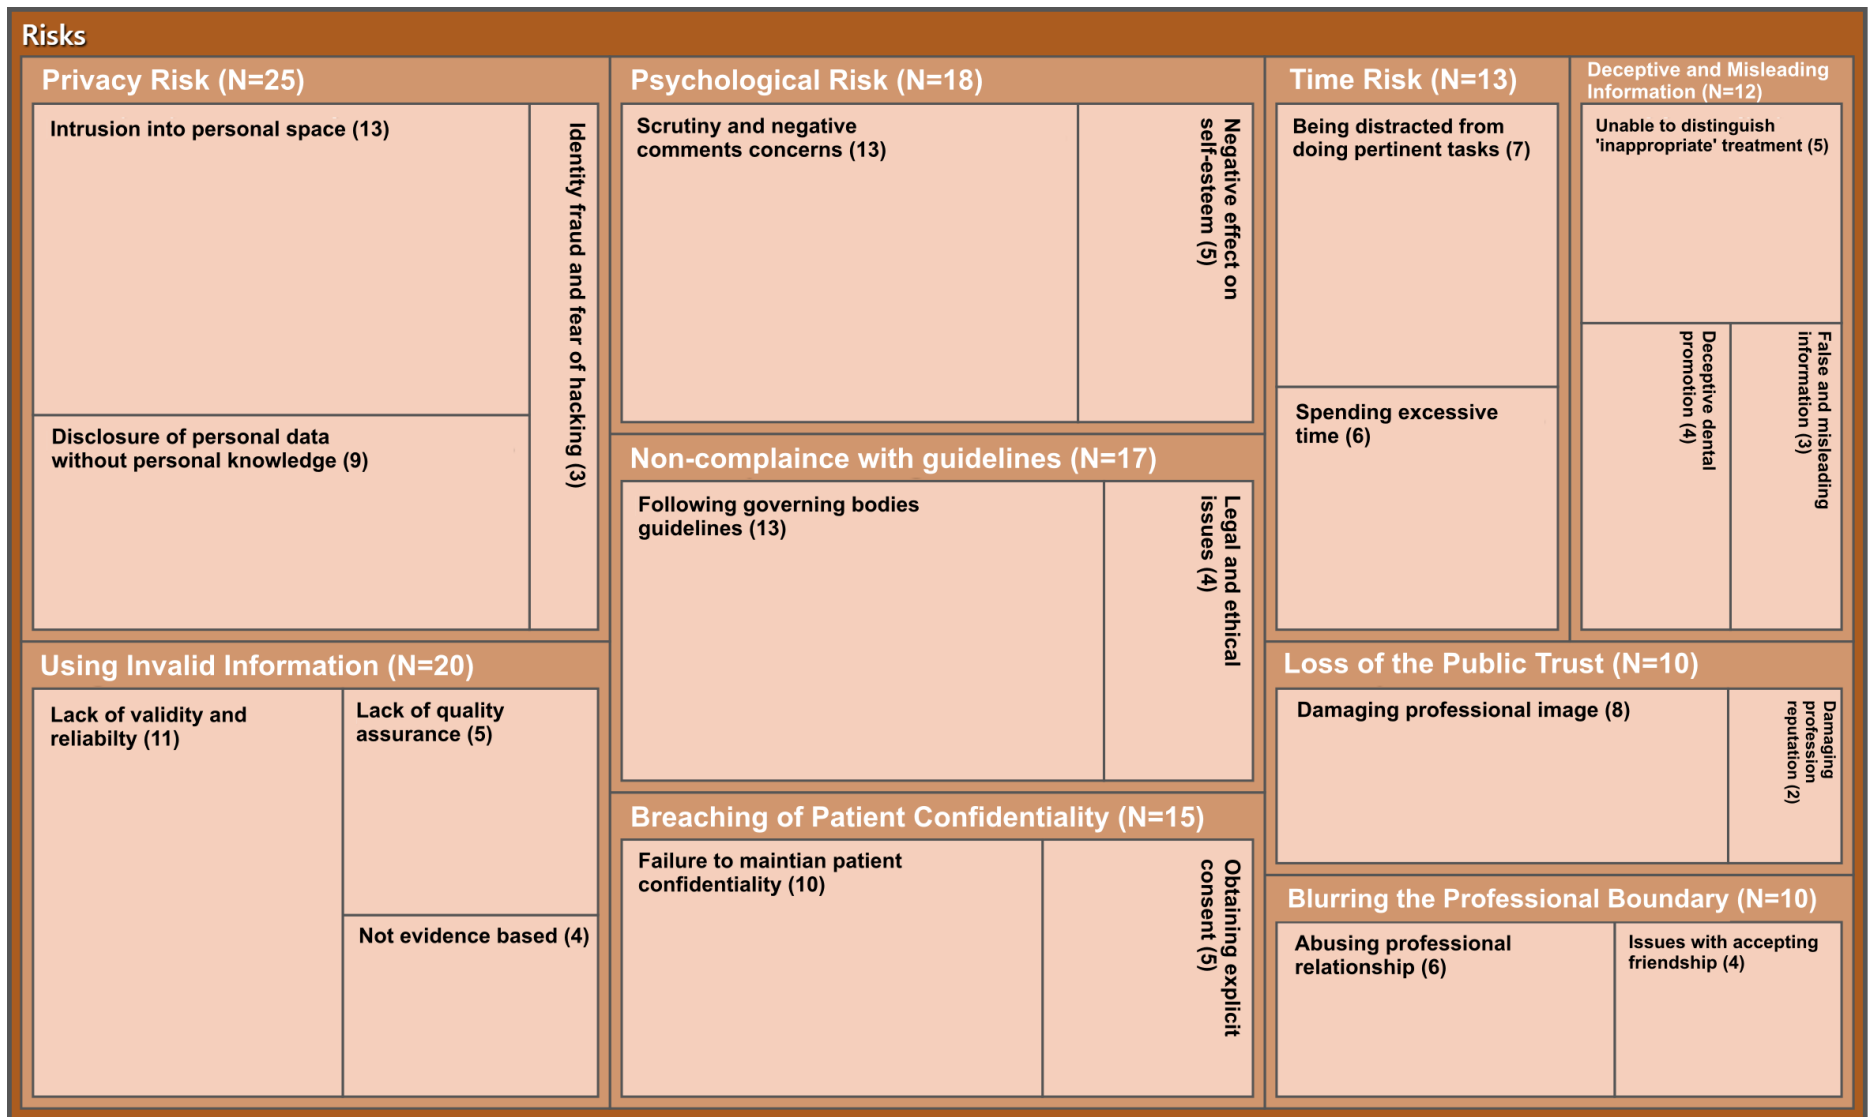 Risks
Privacy Risk (N=25)
Intrusion into personal space (13)
Identity fraud and fear of hacking (3)
Disclosure of personal data
without personal knowledge (9)
Using Invalid Information (N=20)
Lack of validity and
reliabilty (11)
Lack of quality
assurance (5)
Not evidence based (4)
Psychological Risk (N=18)
Scrutiny and negative
comments concerns (13)
Negative effect on
self-esteem (5)
Non-complaince with guidelines (N=17)
Following governing bodies
guidelines (13)
Legal and ethical
issues (4)
Breaching of Patient Confidentiality (N=15)
Failure to maintian patient
confidentiality (10)
Obtaining explicit
consent (5)
Time Risk (N=13)
Being distracted from
doing pertinent tasks (7)
Spending excessive
time (6)
Deceptive and Misleading
Information (N=12)
Unable to distinguish
'inappropriate' treatment (5)
Deceptive dental
promotion (4)
False and misleading
information (3)
Loss of the Public Trust (N=10)
Damaging professional image (8)
Damaging
profession
reputation (2)
Blurring the Professional Boundary (N=10)
Abusing professional
relationship (6)
Issues with accepting
friendship (4)